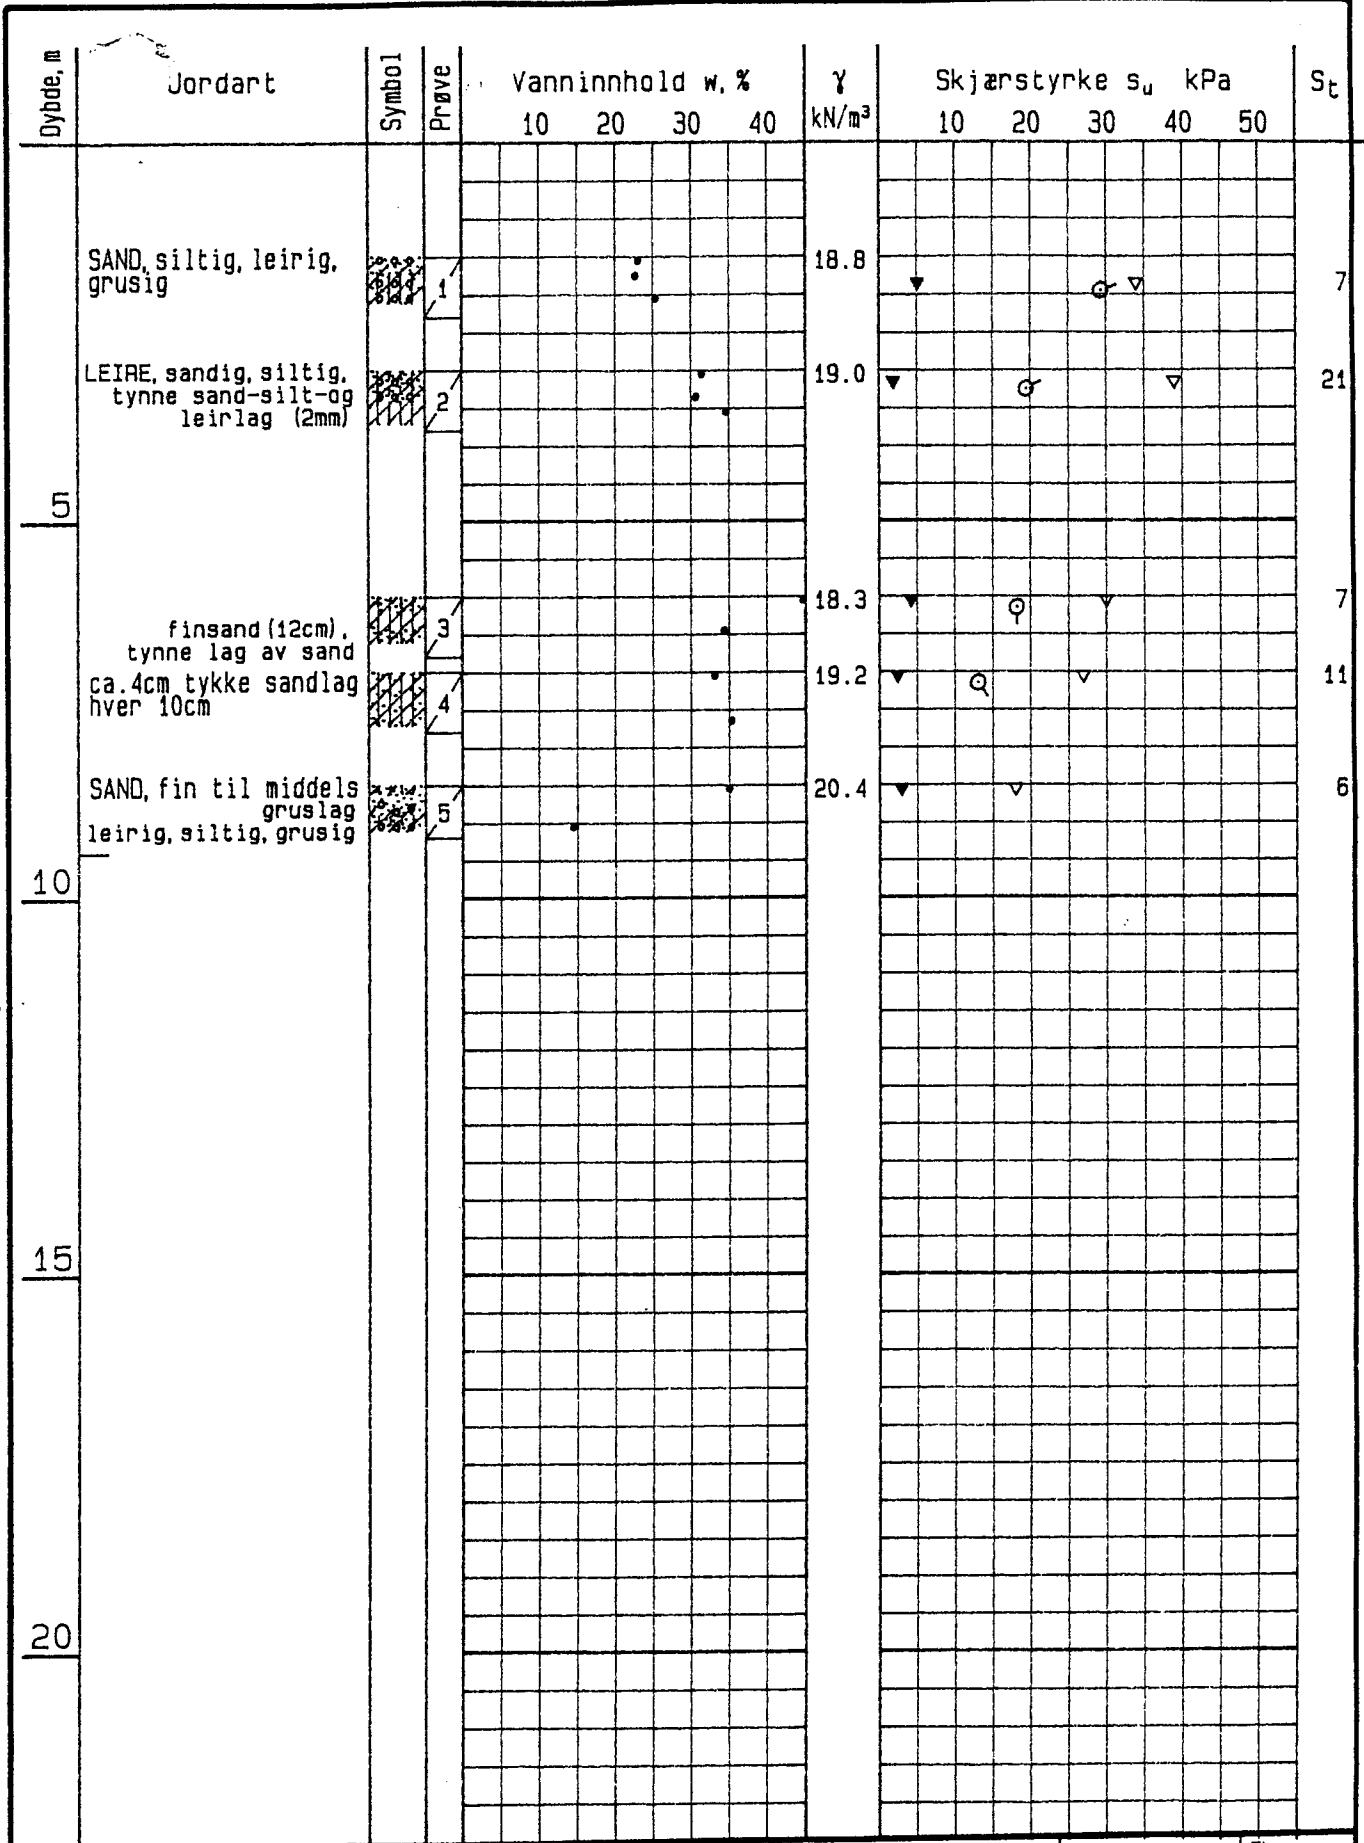 Dybde, m
Jordart
Symbol
Prøve
Vanninnhold w, %
10 20 30 40
γ
kN/m³
Skjærstyrke su kPa
10 20 30 40 50
St
SAND, siltig, leirig,
grusig
1
18.8
7
LEIRE, sandig, siltig,
tynne sand-silt-og
leirlag (2mm)
2
19.0
21
5
finsand (12cm),
tynne lag av sand
3
18.3
7
ca.4cm tykke sandlag
hver 10cm
4
19.2
11
SAND, fin til middels
gruslag
leirig, siltig, grusig
5
20.4
6
10
15
20